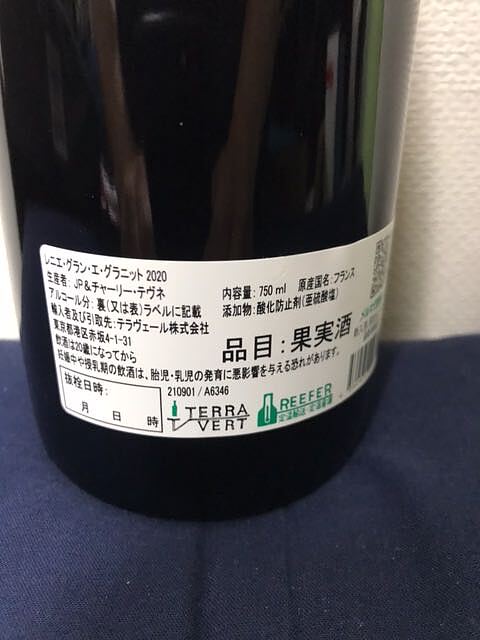 レニエ・グラン・エ・グラニット 2020
生産者: JP&チャーリー・テヴネ
内容量: 750 ml 原産国名: フランス
アルコール分: 裏(又は表)ラベルに記載
添加物: 酸化防止剤(亜硫酸塩)
輸入者及び引取先: テラヴェール株式会社
東京都港区赤坂4-1-31
品目: 果実酒
飲酒は20歳になってから
妊娠中や授乳期の飲酒は、胎児・乳児の発育に悪影響を与える恐れがあります。
抜栓日時:
月 日 時
210901 / A6346
TERRA
VERT
REEFER